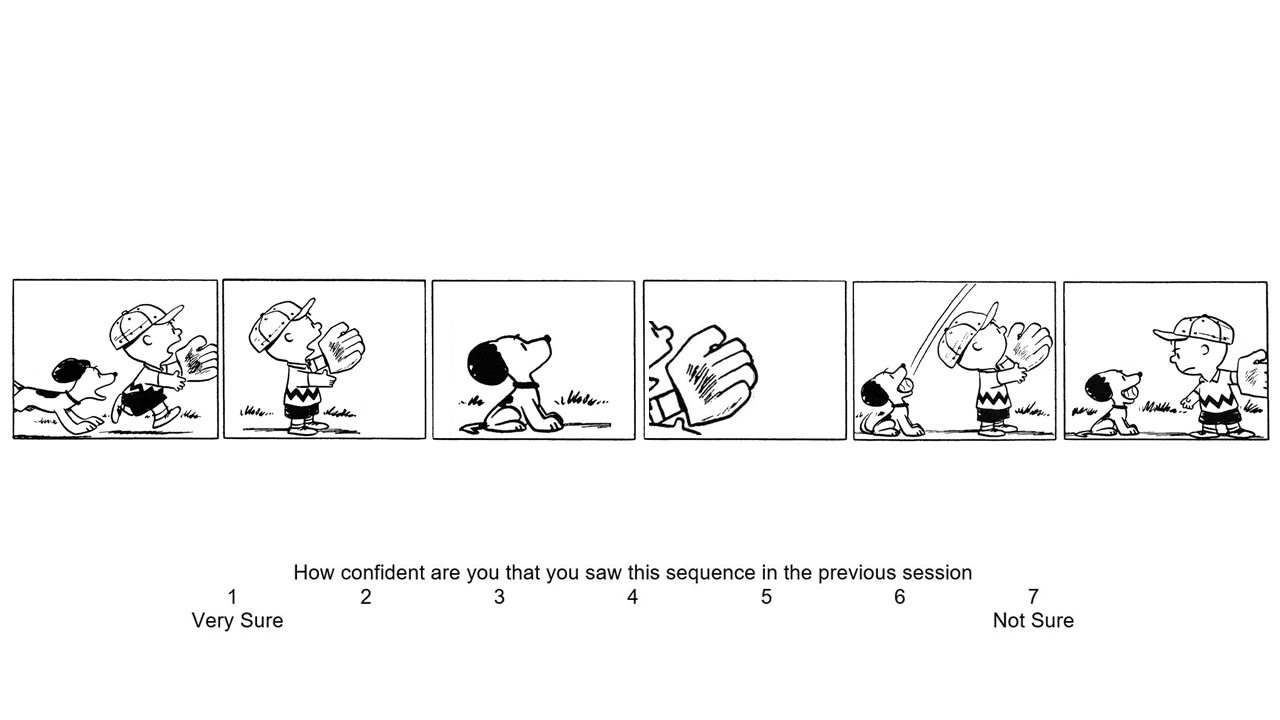 How confident are you that you saw this sequence in the previous session
1 2 3 4 5 6 7
Very Sure Not Sure